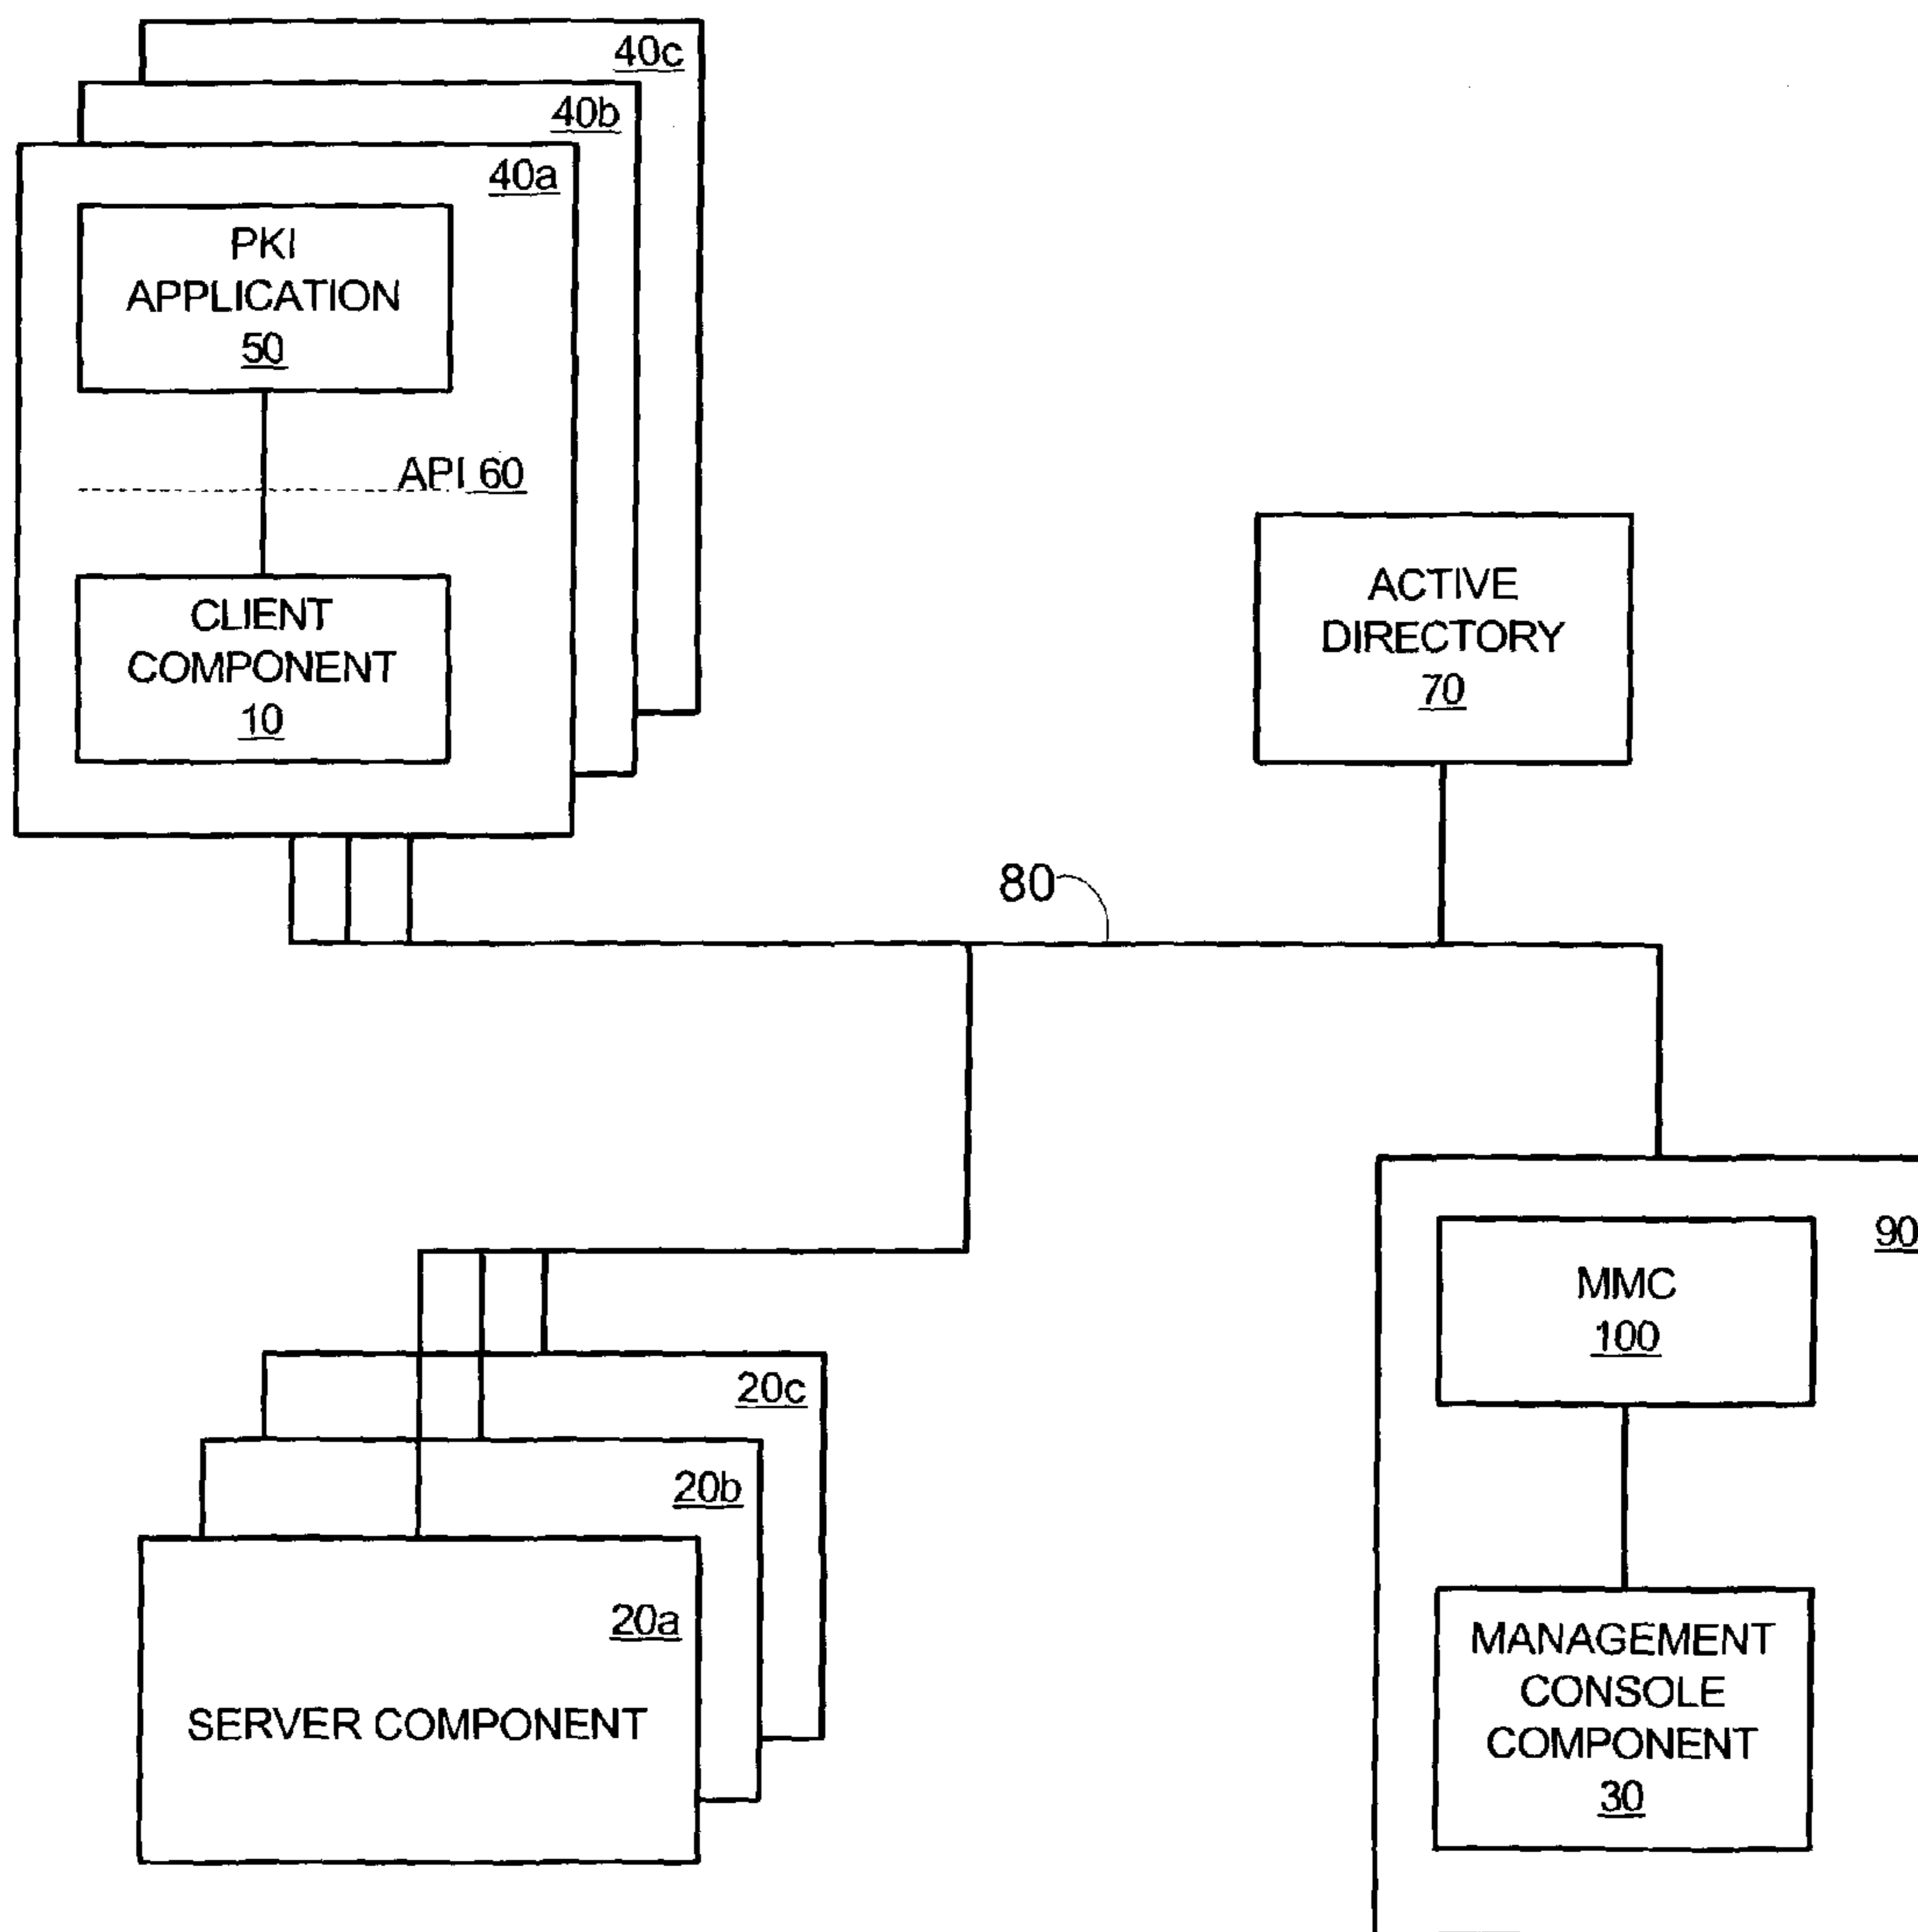 40c
40b
40a
PKI
APPLICATION
50
API 60
CLIENT
COMPONENT
10
ACTIVE
DIRECTORY
70
80
90
MMC
100
20c
20b
20a
SERVER COMPONENT
MANAGEMENT
CONSOLE
COMPONENT
30